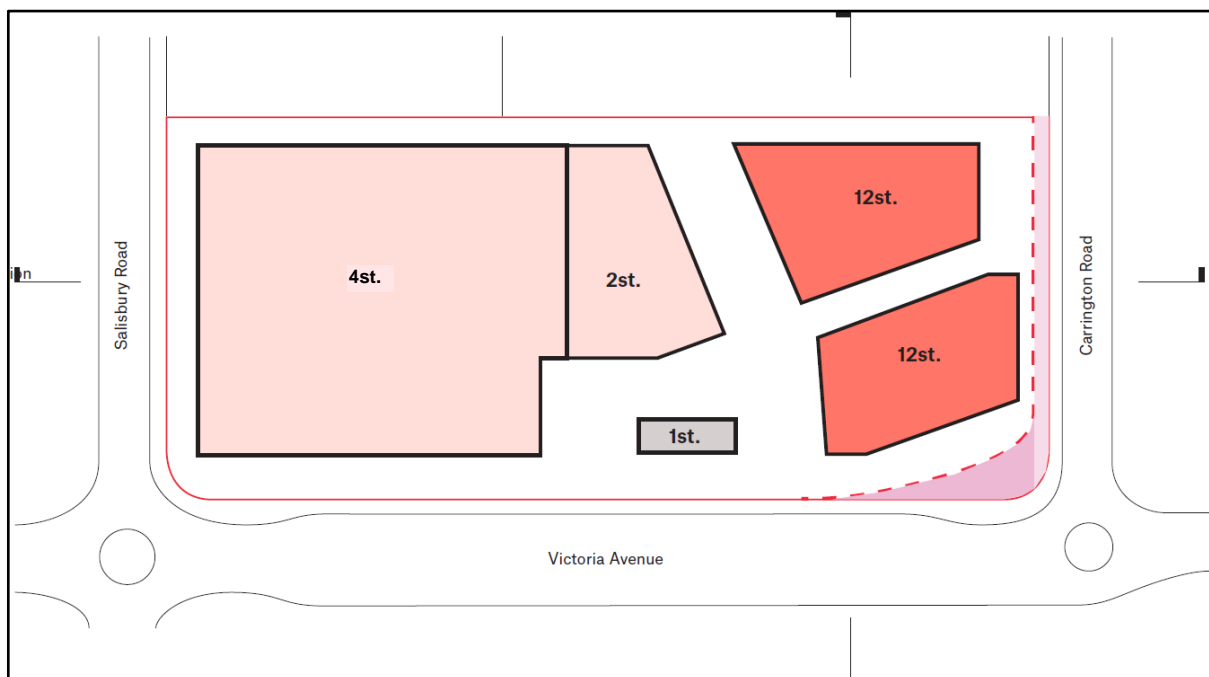 12st.
4st.
2st.
12st.
1st.
Salisbury Road
Carrington Road
Victoria Avenue